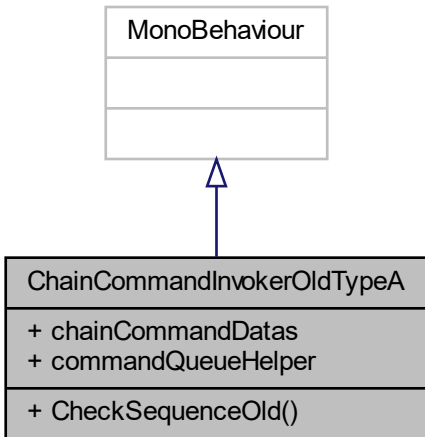 MonoBehaviour
ChainCommandInvokerOldTypeA
+ chainCommandDatas
+ commandQueueHelper
+ CheckSequenceOld()